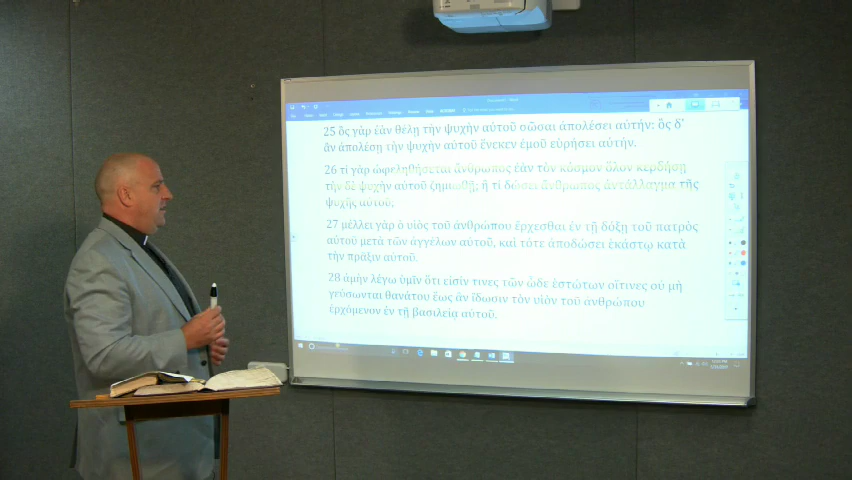 25 ὃς γὰρ ἐὰν θέλῃ τὴν ψυχὴν αὐτοῦ σῶσαι ἀπολέσει αὐτήν: ὃς δ'
ἂν ἀπολέσῃ τὴν ψυχὴν αὐτοῦ ἕνεκεν ἐμοῦ εὑρήσει αὐτήν.
26 τί γὰρ ὠφεληθήσεται ἄνθρωπος ἐὰν τὸν κόσμον ὅλον κερδήσῃ
τὴν δὲ ψυχὴν αὐτοῦ ζημιωθῇ; ἢ τί δώσει ἄνθρωπος ἀντάλλαγμα τῆς
ψυχῆς αὐτοῦ;
27 μέλλει γὰρ ὁ υἱὸς τοῦ ἀνθρώπου ἔρχεσθαι ἐν τῇ δόξῃ τοῦ πατρὸς
αὐτοῦ μετὰ τῶν ἀγγέλων αὐτοῦ, καὶ τότε ἀποδώσει ἑκάστῳ κατὰ
τὴν πρᾶξιν αὐτοῦ.
28 ἀμὴν λέγω ὑμῖν ὅτι εἰσίν τινες τῶν ὧδε ἑστώτων οἵτινες οὐ μὴ
γεύσωνται θανάτου ἕως ἂν ἴδωσιν τὸν υἱὸν τοῦ ἀνθρώπου
ἐρχόμενον ἐν τῇ βασιλείᾳ αὐτοῦ.